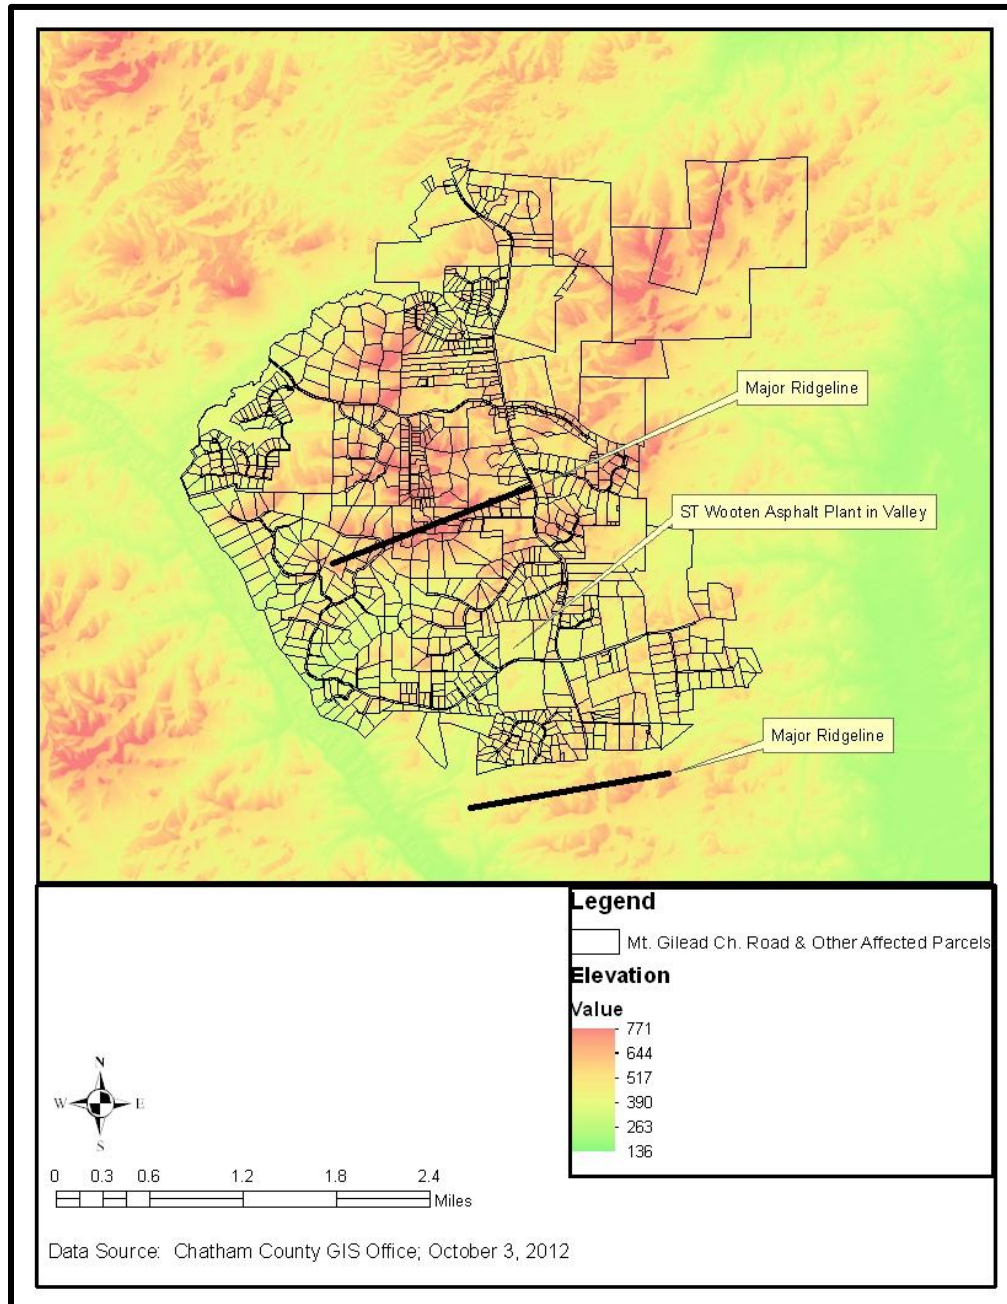 Major Ridgeline
ST Wooten Asphalt Plant in Valley
Major Ridgeline
Legend
Mt. Gilead Ch. Road & Other Affected Parcels
Elevation
Value
771
644
517
390
263
136
N
W E
S
0 0.3 0.6 1.2 1.8 2.4
Miles
Data Source: Chatham County GIS Office; October 3, 2012